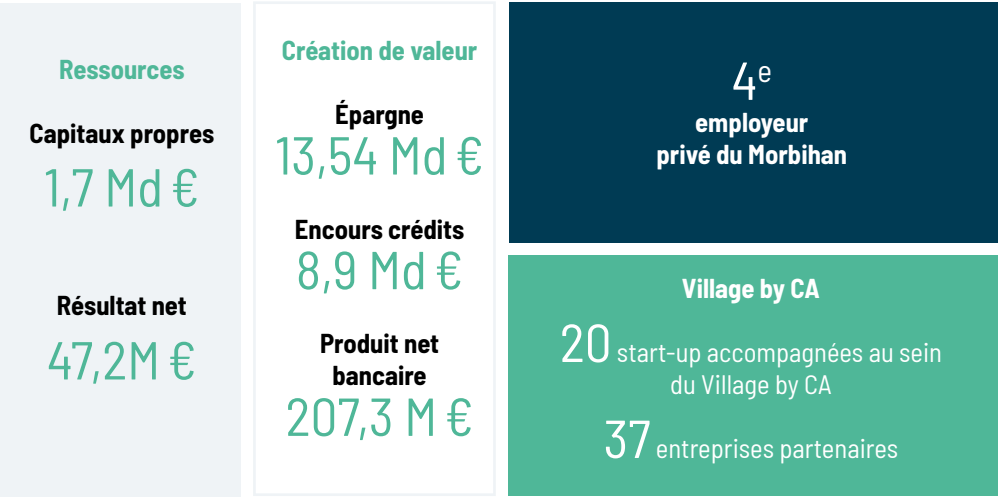 Ressources
Capitaux propres
1,7 Md €
Résultat net
47,2M €
Création de valeur
Épargne
13,54 Md €
Encours crédits
8,9 Md €
Produit net
bancaire
207,3 M €
4e
employeur
privé du Morbihan
Village by CA
20 start-up accompagnées au sein
du Village by CA
37 entreprises partenaires